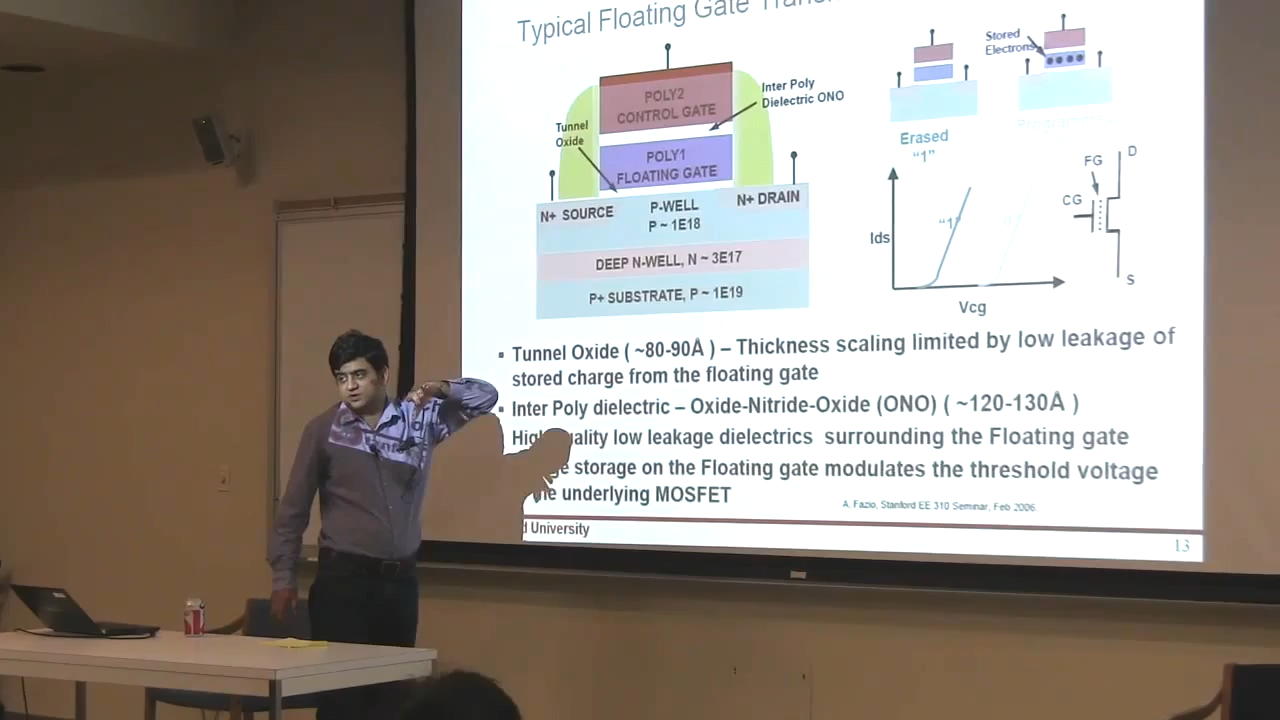 Typical Floating Gate
Stored
Electrons
Inter Poly
Dielectric ONO
POLY2
CONTROL GATE
Tunnel
Oxide
POLY1
FLOATING GATE
Erased
"1"
N+ SOURCE
P-WELL
P ~ 1E18
N+ DRAIN
DEEP N-WELL, N ~ 3E17
P+ SUBSTRATE, P ~ 1E19
Ids
"1"
Vcg
FG
D
CG
S
▪ Tunnel Oxide ( ~80-90Å ) – Thickness scaling limited by low leakage of
stored charge from the floating gate
▪ Inter Poly dielectric – Oxide-Nitride-Oxide (ONO) ( ~120-130Å )
low leakage dielectrics surrounding the Floating gate
storage on the Floating gate modulates the threshold voltage
underlying MOSFET
A. Fazio, Stanford EE 310 Seminar, Feb 2006.
University
13